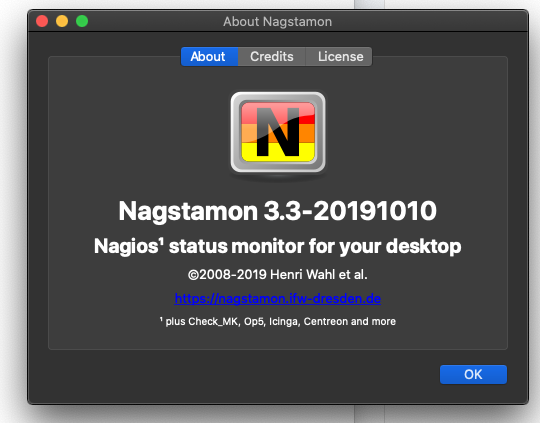 About Nagstamon
About Credits License
N
Nagstamon 3.3-20191010
Nagios¹ status monitor for your desktop
©2008-2019 Henri Wahl et al.
https://nagstamon.ifw-dresden.de
¹ plus Check_MK, Op5, Icinga, Centreon and more
OK